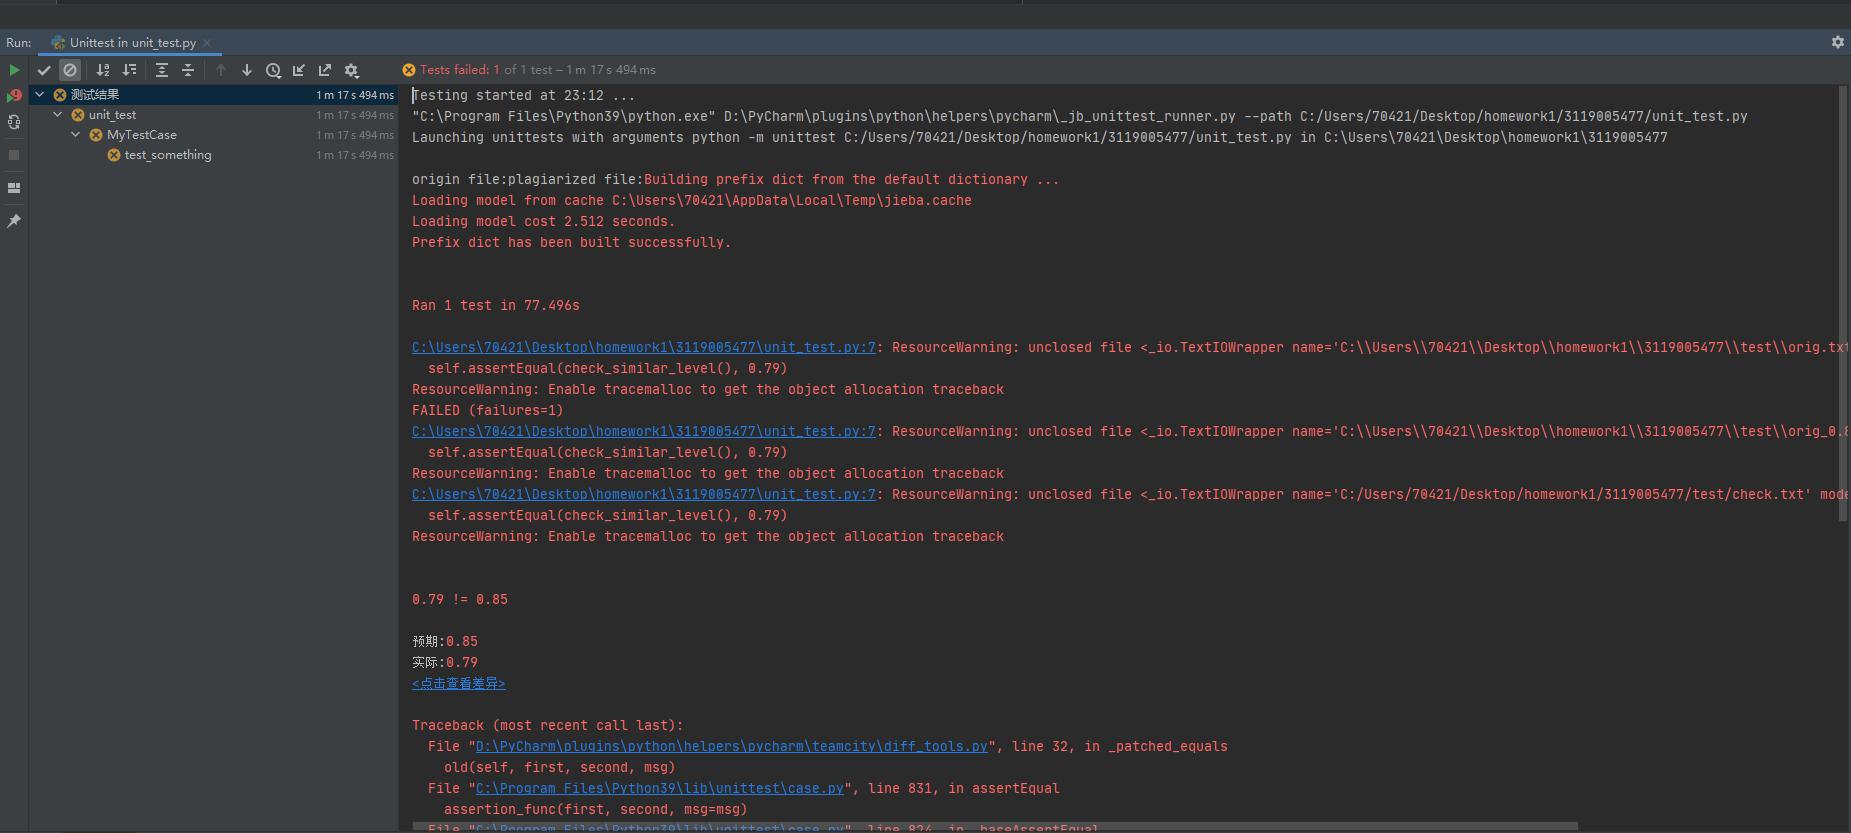 Run:
Unittest in unit_test.py
Tests failed: 1 of 1 test – 1 m 17 s 494 ms
测试结果 1 m 17 s 494 ms
unit_test 1 m 17 s 494 ms
MyTestCase 1 m 17 s 494 ms
test_something 1 m 17 s 494 ms
Testing started at 23:12 ...
"C:\Program Files\Python39\python.exe" D:\PyCharm\plugins\python\helpers\pycharm\_jb_unittest_runner.py --path C:/Users/70421/Desktop/homework1/3119005477/unit_test.py
Launching unittests with arguments python -m unittest C:/Users/70421/Desktop/homework1/3119005477/unit_test.py in C:\Users\70421\Desktop\homework1\3119005477
origin file:plagiarized file:Building prefix dict from the default dictionary ...
Loading model from cache C:\Users\70421\AppData\Local\Temp\jieba.cache
Loading model cost 2.512 seconds.
Prefix dict has been built successfully.
Ran 1 test in 77.496s
C:\Users\70421\Desktop\homework1\3119005477\unit_test.py:7: ResourceWarning: unclosed file <_io.TextIOWrapper name='C:\\Users\\70421\\Desktop\\homework1\\3119005477\\test\\orig.txt
self.assertEqual(check_similar_level(), 0.79)
ResourceWarning: Enable tracemalloc to get the object allocation traceback
FAILED (failures=1)
C:\Users\70421\Desktop\homework1\3119005477\unit_test.py:7: ResourceWarning: unclosed file <_io.TextIOWrapper name='C:\\Users\\70421\\Desktop\\homework1\\3119005477\\test\\orig_0.8
self.assertEqual(check_similar_level(), 0.79)
ResourceWarning: Enable tracemalloc to get the object allocation traceback
C:\Users\70421\Desktop\homework1\3119005477\unit_test.py:7: ResourceWarning: unclosed file <_io.TextIOWrapper name='C:/Users/70421/Desktop/homework1/3119005477/test/check.txt' mode
self.assertEqual(check_similar_level(), 0.79)
ResourceWarning: Enable tracemalloc to get the object allocation traceback
0.79 != 0.85
预期:0.85
实际:0.79
<点击查看差异>
Traceback (most recent call last):
File "D:\PyCharm\plugins\python\helpers\pycharm\teamcity\diff_tools.py", line 32, in _patched_equals
old(self, first, second, msg)
File "C:\Program Files\Python39\lib\unittest\case.py", line 831, in assertEqual
assertion_func(first, second, msg=msg)
File "C:\Program Files\Python39\lib\unittest\case.py", line 824, in _baseAssertEqual